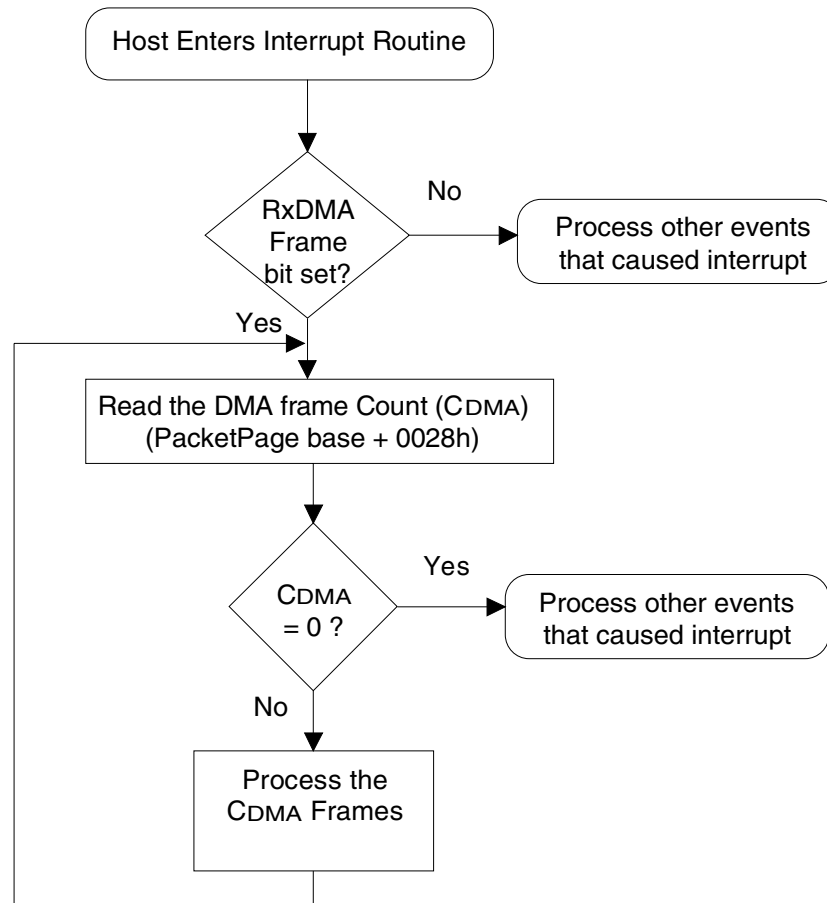 Host Enters Interrupt Routine
RxDMA
Frame
bit set?
No
Process other events
that caused interrupt
Yes
Read the DMA frame Count (CDMA)
(PacketPage base + 0028h)
CDMA
= 0 ?
Yes
Process other events
that caused interrupt
No
Process the
CDMA Frames